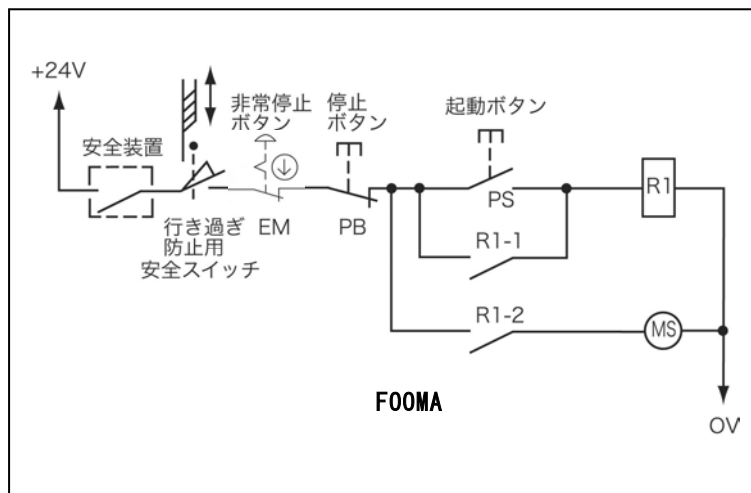 +24V
安全装置
非常停止
ボタン
停止
ボタン
起動ボタン
行き過ぎ
防止用
安全スイッチ
EM
PB
PS
R1
R1-1
R1-2
MS
FOOMA
OV